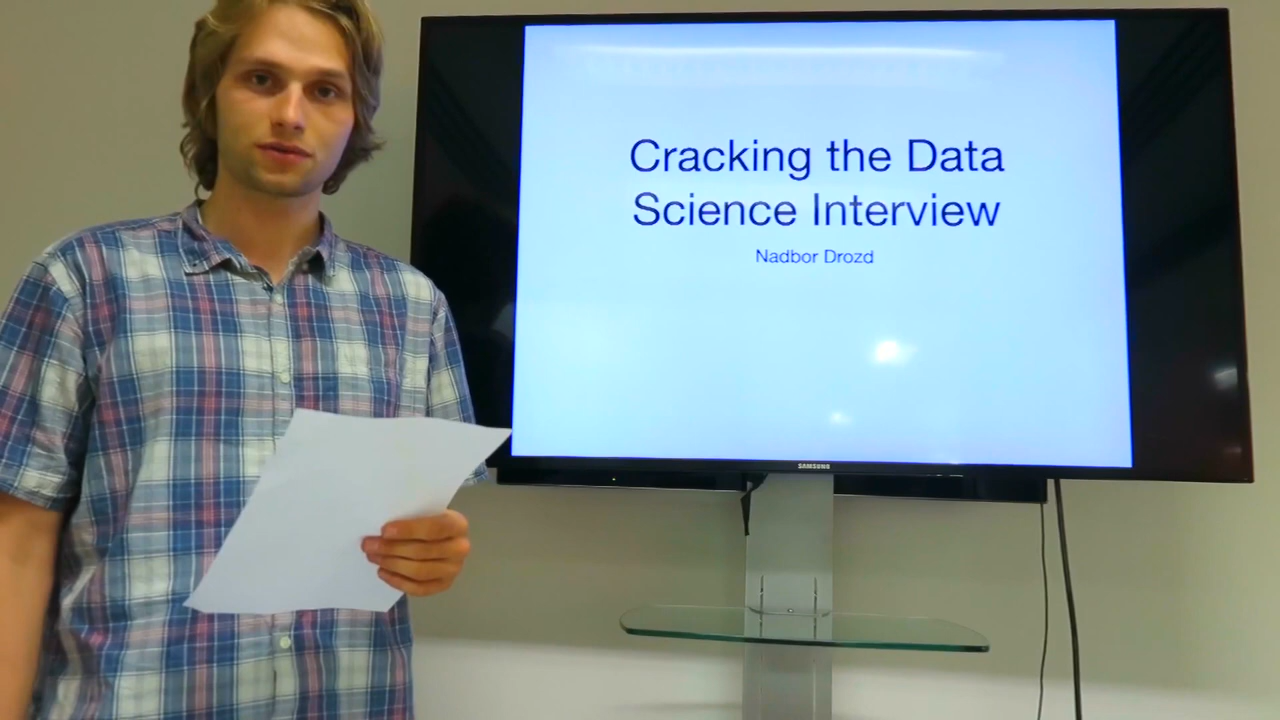 Cracking the Data
Science Interview
Nadbor Drozd
SAMSUNG